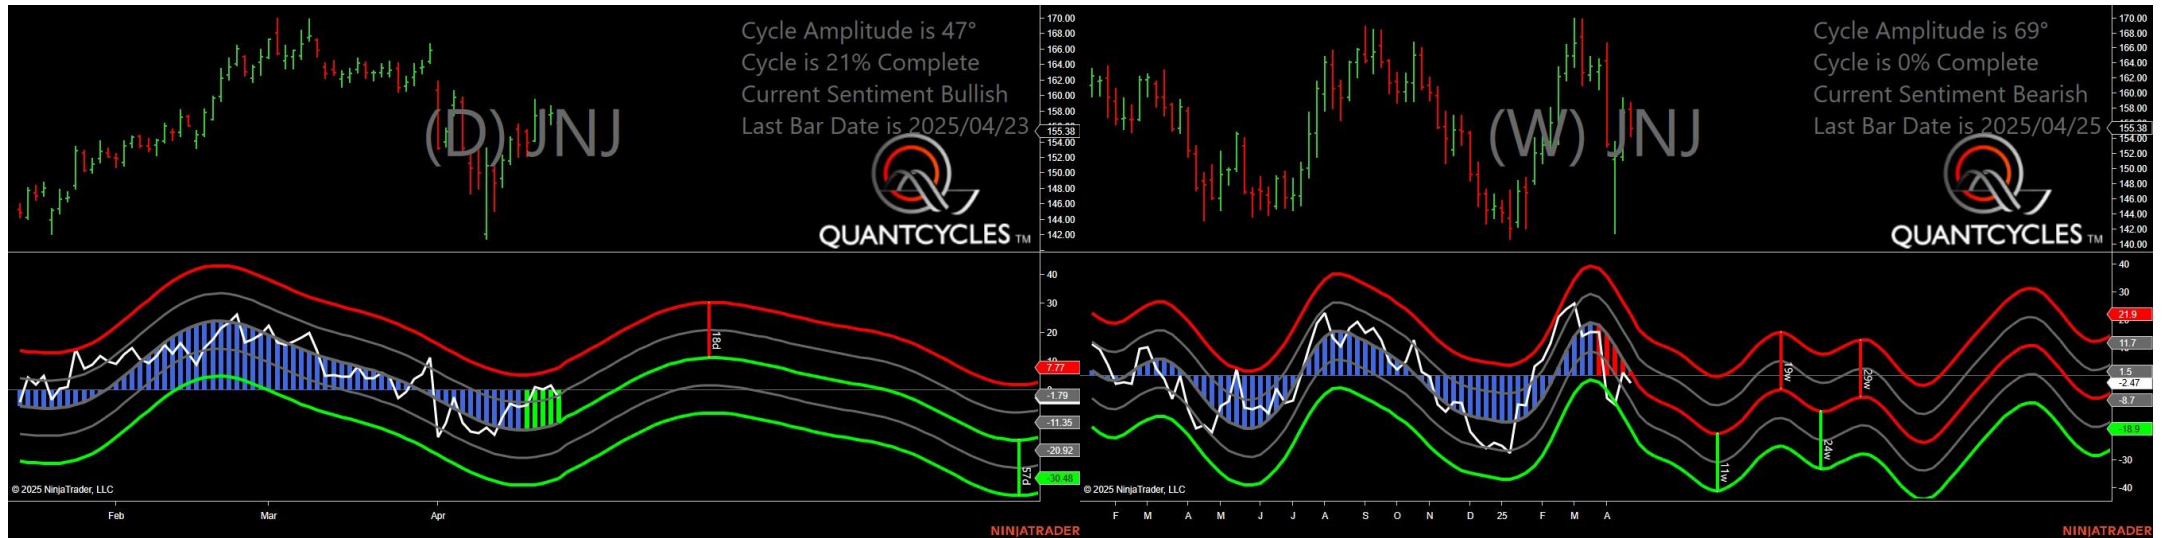 Cycle Amplitude is 47°
Cycle is 21% Complete
Current Sentiment Bullish
Last Bar Date is 2025/04/23
(D) JNJ
QUANTCYCLES TM
170.00
168.00
166.00
164.00
162.00
160.00
158.00
155.38
154.00
152.00
150.00
148.00
146.00
144.00
142.00
40
30
20
7.77
-1.79
-11.35
-20.92
-30.48
18d
57d
© 2025 NinjaTrader, LLC
Feb Mar Apr
NINJATRADER
Cycle Amplitude is 69°
Cycle is 0% Complete
Current Sentiment Bearish
Last Bar Date is 2025/04/25
(W) JNJ
QUANTCYCLES TM
170.00
168.00
166.00
164.00
162.00
160.00
158.00
155.38
154.00
152.00
150.00
148.00
146.00
144.00
142.00
140.00
40
30
21.9
11.7
1.5
-2.47
-8.7
-18.9
-30
-40
11w
19w
24w
29w
© 2025 NinjaTrader, LLC
F M A M J J A S O N D 25 F M A
NINJATRADER